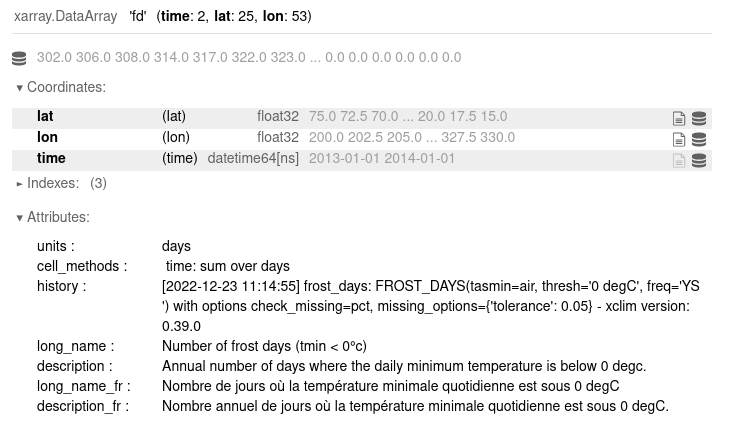 xarray.DataArray 'fd' (time: 2, lat: 25, lon: 53)
302.0 306.0 308.0 314.0 317.0 322.0 323.0 ... 0.0 0.0 0.0 0.0 0.0 0.0
▾ Coordinates:
lat (lat) float32 75.0 72.5 70.0 ... 20.0 17.5 15.0
lon (lon) float32 200.0 202.5 205.0 ... 327.5 330.0
time (time) datetime64[ns] 2013-01-01 2014-01-01
▸ Indexes: (3)
▾ Attributes:
units : days
cell_methods : time: sum over days
history : [2022-12-23 11:14:55] frost_days: FROST_DAYS(tasmin=air, thresh='0 degC', freq='YS
') with options check_missing=pct, missing_options={'tolerance': 0.05} - xclim version:
0.39.0
long_name : Number of frost days (tmin < 0°c)
description : Annual number of days where the daily minimum temperature is below 0 degc.
long_name_fr : Nombre de jours où la température minimale quotidienne est sous 0 degC
description_fr : Nombre annuel de jours où la température minimale quotidienne est sous 0 degC.